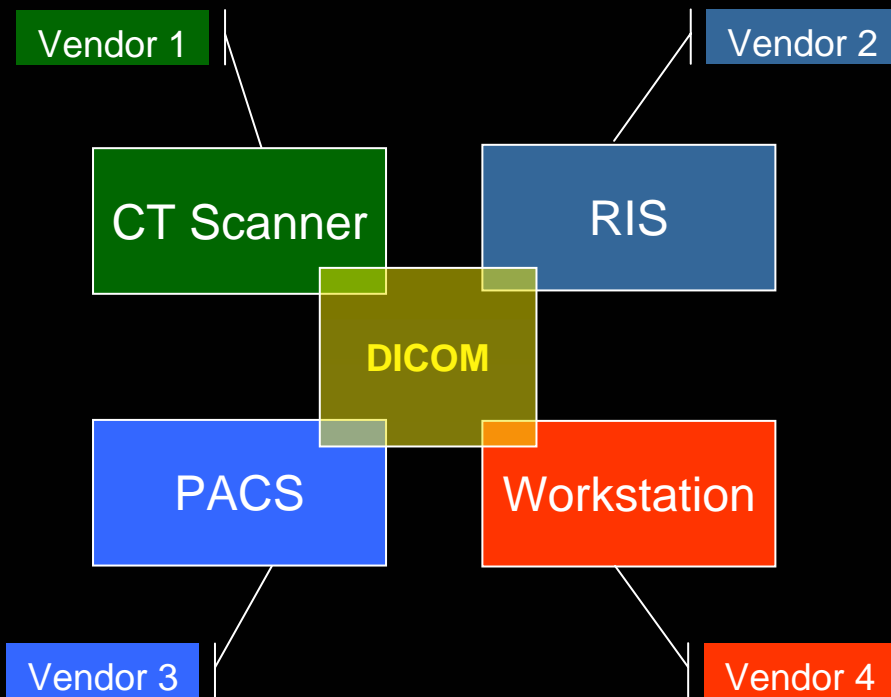 Vendor 1
Vendor 2
CT Scanner
RIS
DICOM
PACS
Workstation
Vendor 3
Vendor 4